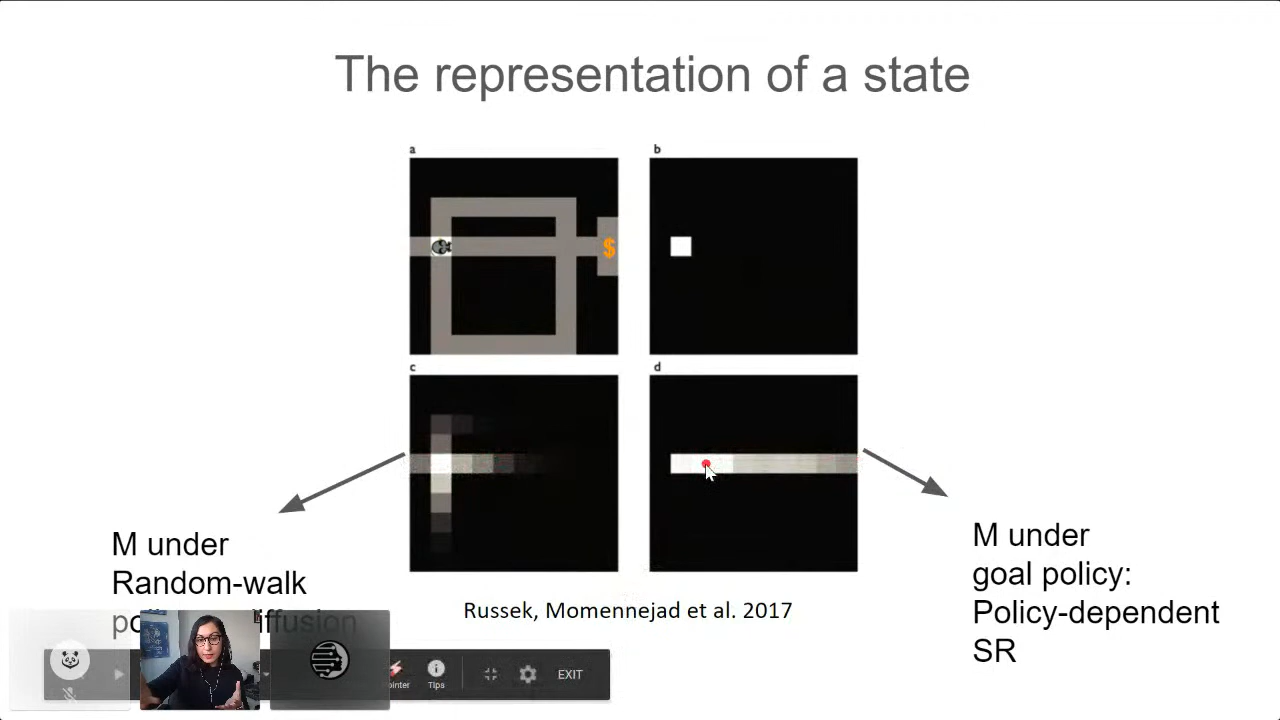 The representation of a state
a
b
$
c
d
M under
Random-walk
M under
goal policy:
Policy-dependent
SR
Russek, Momennejad et al. 2017
Tips
EXIT